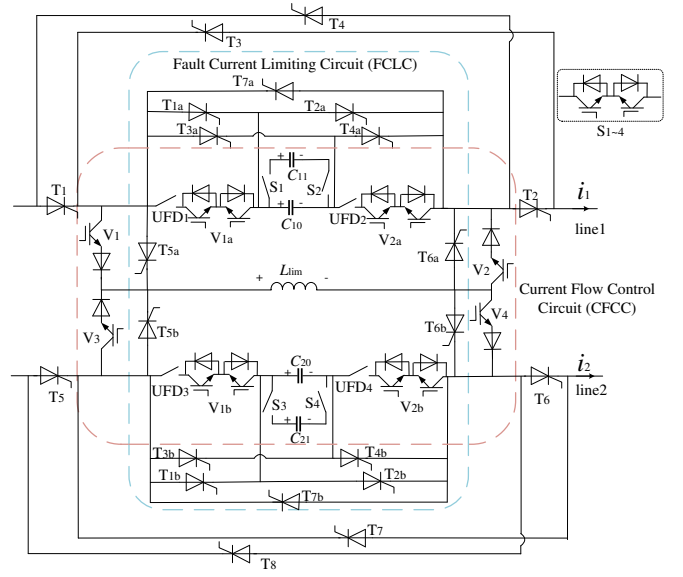 T4
T3
Fault Current Limiting Circuit (FCLC)
T7a
T1a
T2a
T3a
T4a
S1~4
+ C11 -
S1
S2
T1
T2
i1
line1
UFD1
V1a
+ C10 -
UFD2
V2a
V1
T5a
T6a
V2
+ Llim -
Current Flow Control
Circuit (CFCC)
V3
T5b
T6b
V4
T5
UFD3
V1b
+ C20 -
UFD4
V2b
T6
i2
line2
S3
S4
+ C21 -
T3b
T4b
T1b
T2b
T7b
T7
T8